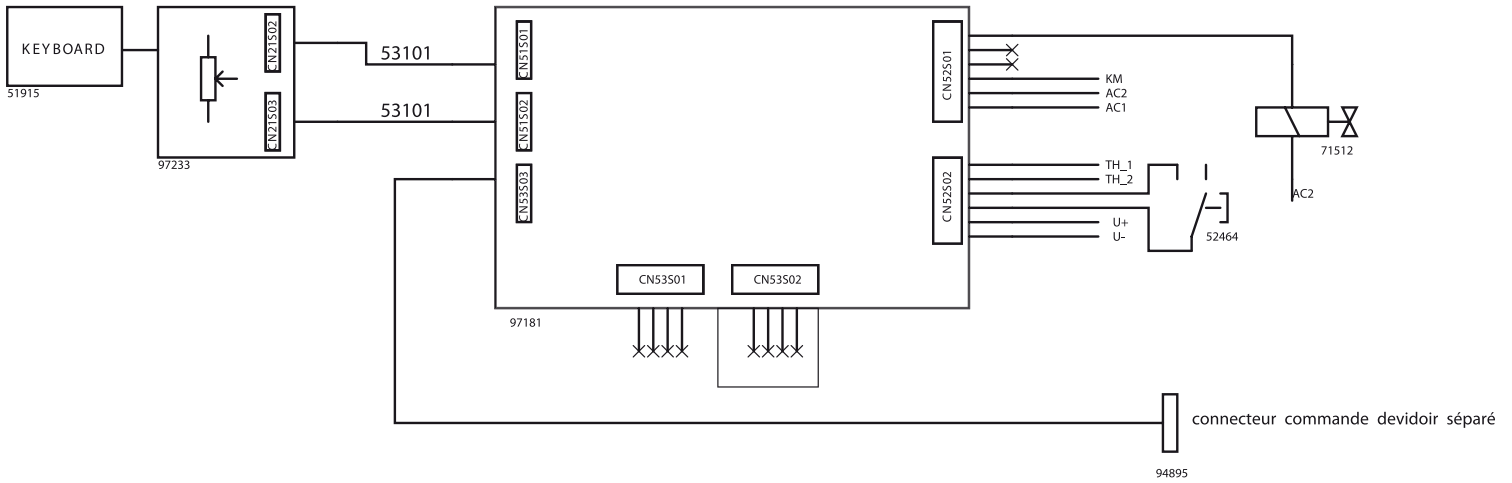 KEYBOARD
51915
CN21S02
CN21S03
97233
53101
53101
CN51S01
CN51S02
CN53S03
CN52S01
CN52S02
KM
AC2
AC1
71512
AC2
TH_1
TH_2
U+
U-
52464
CN53S01
CN53S02
97181
connecteur commande devidoir séparé
94895